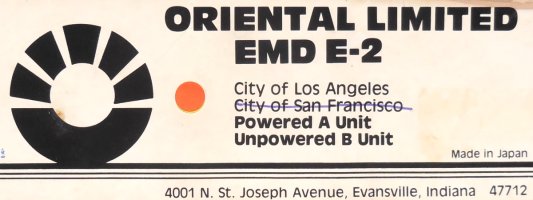 ORIENTAL LIMITED
EMD E-2
City of Los Angeles
City of San Francisco
Powered A Unit
Unpowered B Unit
Made in Japan
4001 N. St. Joseph Avenue, Evansville, Indiana 47712